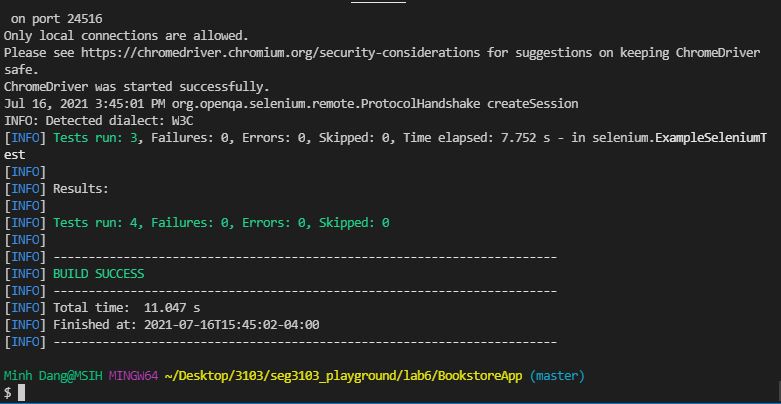 on port 24516
Only local connections are allowed.
Please see https://chromedriver.chromium.org/security-considerations for suggestions on keeping ChromeDriver
safe.
ChromeDriver was started successfully.
Jul 16, 2021 3:45:01 PM org.openqa.selenium.remote.ProtocolHandshake createSession
INFO: Detected dialect: W3C
[INFO] Tests run: 3, Failures: 0, Errors: 0, Skipped: 0, Time elapsed: 7.752 s - in selenium.ExampleSeleniumT
est
[INFO]
[INFO] Results:
[INFO]
[INFO] Tests run: 4, Failures: 0, Errors: 0, Skipped: 0
[INFO]
[INFO] ------------------------------------------------------------------------
[INFO] BUILD SUCCESS
[INFO] ------------------------------------------------------------------------
[INFO] Total time:  11.047 s
[INFO] Finished at: 2021-07-16T15:45:02-04:00
[INFO] ------------------------------------------------------------------------
Minh Dang@MSIH MINGW64 ~/Desktop/3103/seg3103_playground/lab6/BookstoreApp (master)
$